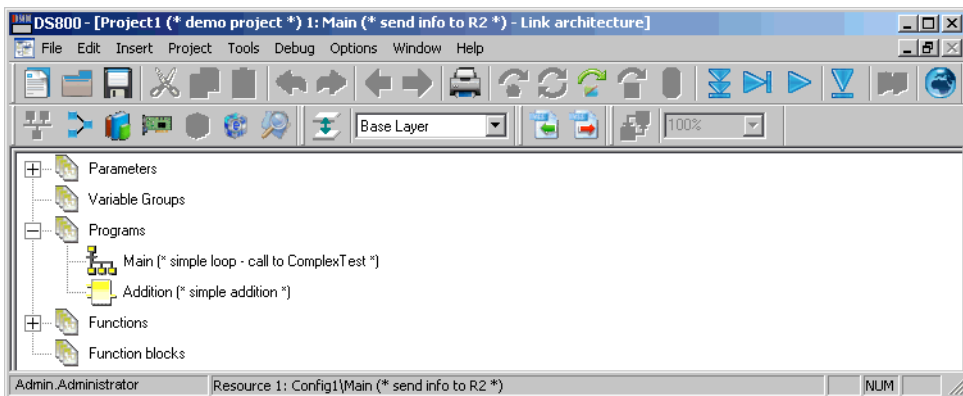 DS800 - [Project1 (* demo project *) 1: Main (* send info to R2 *) - Link architecture]
File Edit Insert Project Tools Debug Options Window Help
Base Layer 100%
Parameters
Variable Groups
Programs
Main (* simple loop - call to ComplexTest *)
Addition (* simple addition *)
Functions
Function blocks
Admin.Administrator Resource 1: Config1\Main (* send info to R2 *) NUM